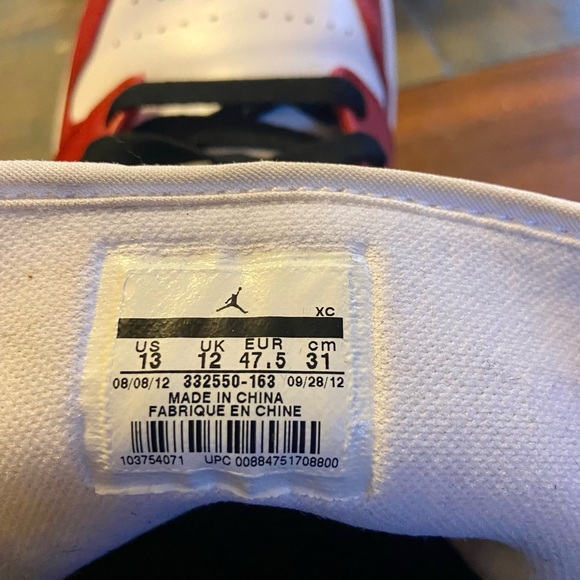 XC
US UK EUR cm
13 12 47.5 31
08/08/12 332550-163 09/28/12
MADE IN CHINA
FABRIQUE EN CHINE
103754071 UPC 00884751708800